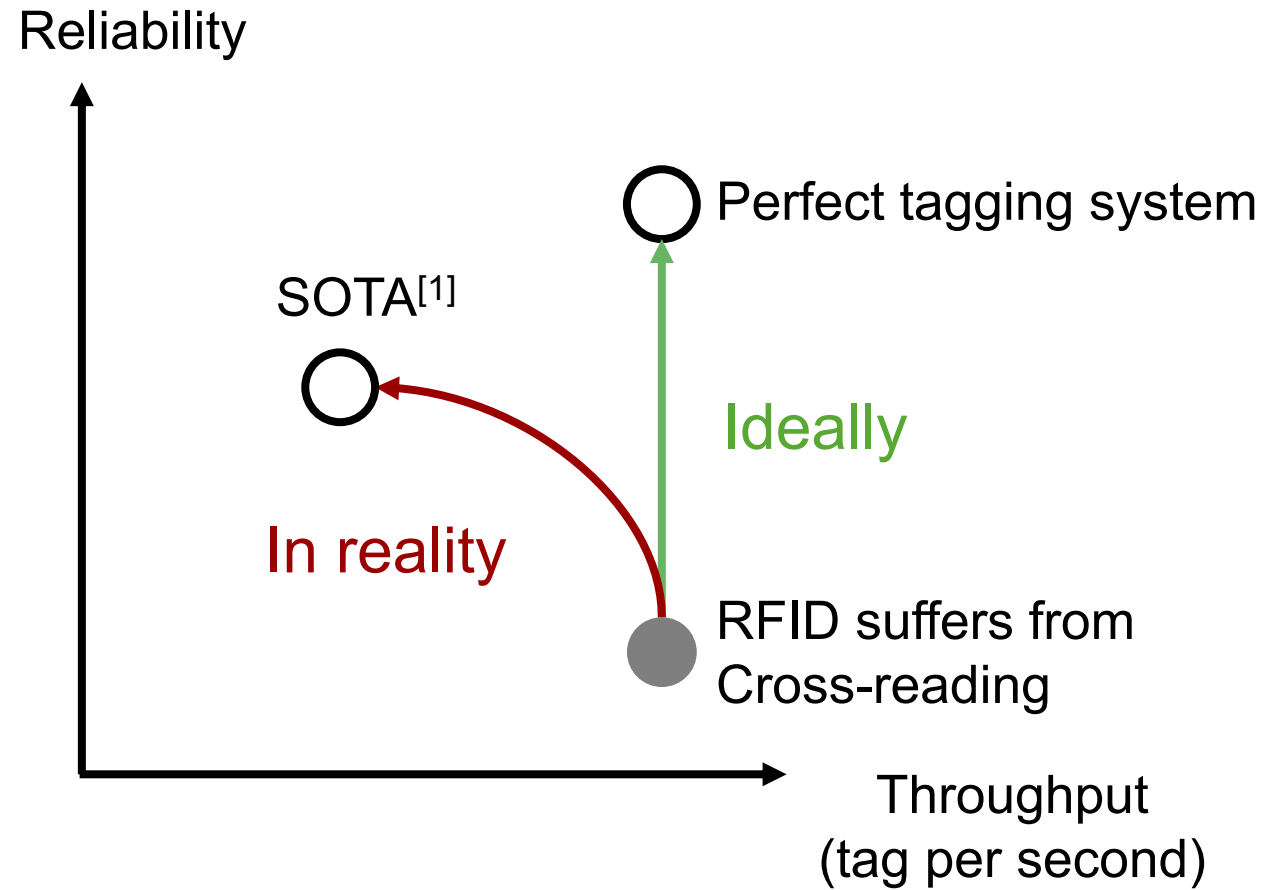 Reliability
Perfect tagging system
SOTA[1]
Ideally
In reality
RFID suffers from
Cross-reading
Throughput
(tag per second)